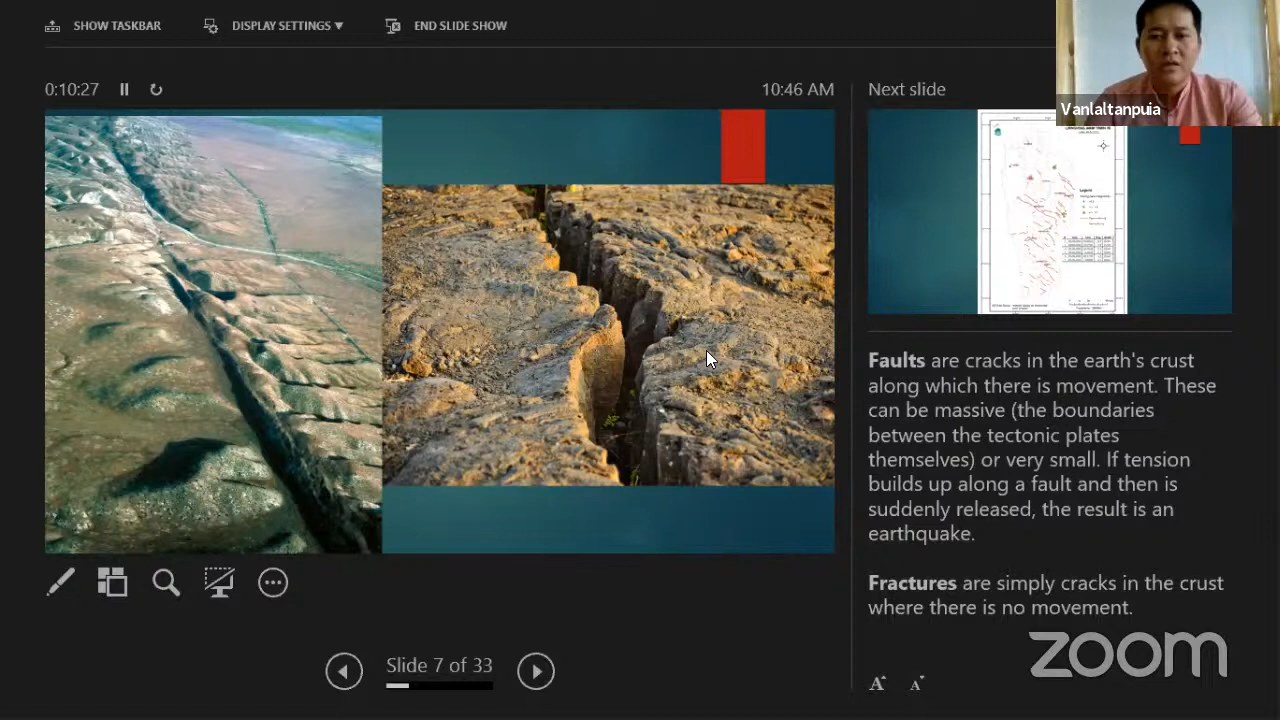 SHOW TASKBAR
DISPLAY SETTINGS ▼
END SLIDE SHOW
0:10:27
10:46 AM
Next slide
Vanlaltanpuia
Faults are cracks in the earth's crust
along which there is movement. These
can be massive (the boundaries
between the tectonic plates
themselves) or very small. If tension
builds up along a fault and then is
suddenly released, the result is an
earthquake.
Fractures are simply cracks in the crust
where there is no movement.
Slide 7 of 33
A A
zoom